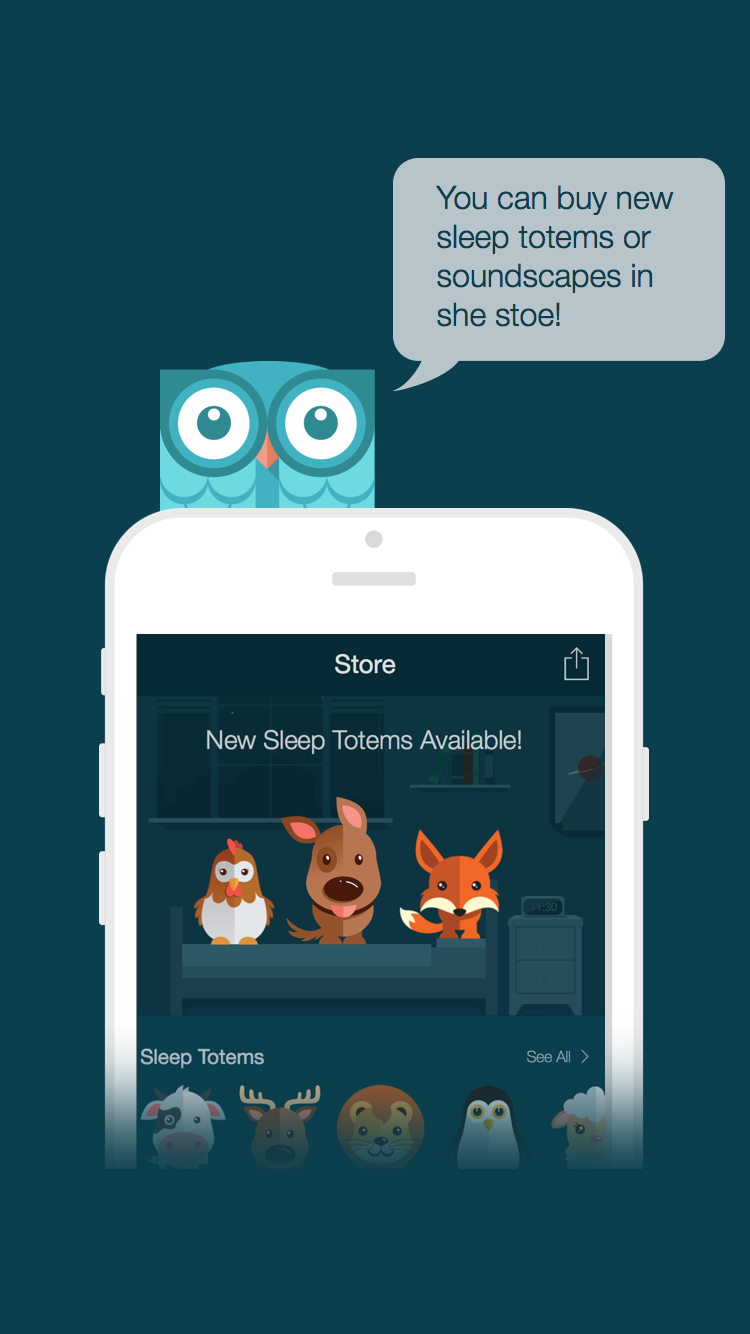 You can buy new
sleep totems or
soundscapes in
she stoe!
Store
New Sleep Totems Available!
11:30
Sleep Totems
See All